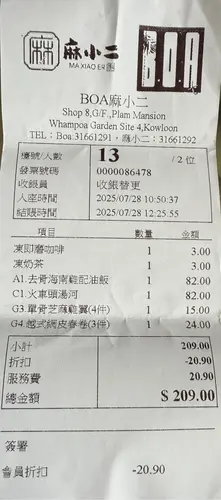 麻 麻小二
MA XIAO ER
BOA
BOA麻小二
Shop 8,G/F.,Plam Mansion
Whampoa Garden Site 4,Kowloon
TEL：Boa:31661291，麻小二:31661292
檯號/人數 13 /2 位
發票號碼 0000086478
收銀員 收銀替更
入座時間 2025/07/28 10:50:37
結賬時間 2025/07/28 12:25:55
項目 數量 金額
凍即磨咖啡 1 3.00
凍奶茶 1 3.00
A1.去骨海南雞配油飯 1 82.00
C1.火車頭湯河 1 82.00
G3.單骨芝麻雞翼(4件) 1 15.00
G4.越式網皮春卷(3件) 1 24.00
小計 209.00
折扣 -20.90
服務費 20.90
總金額 $ 209.00
簽署
會員折扣 -20.90